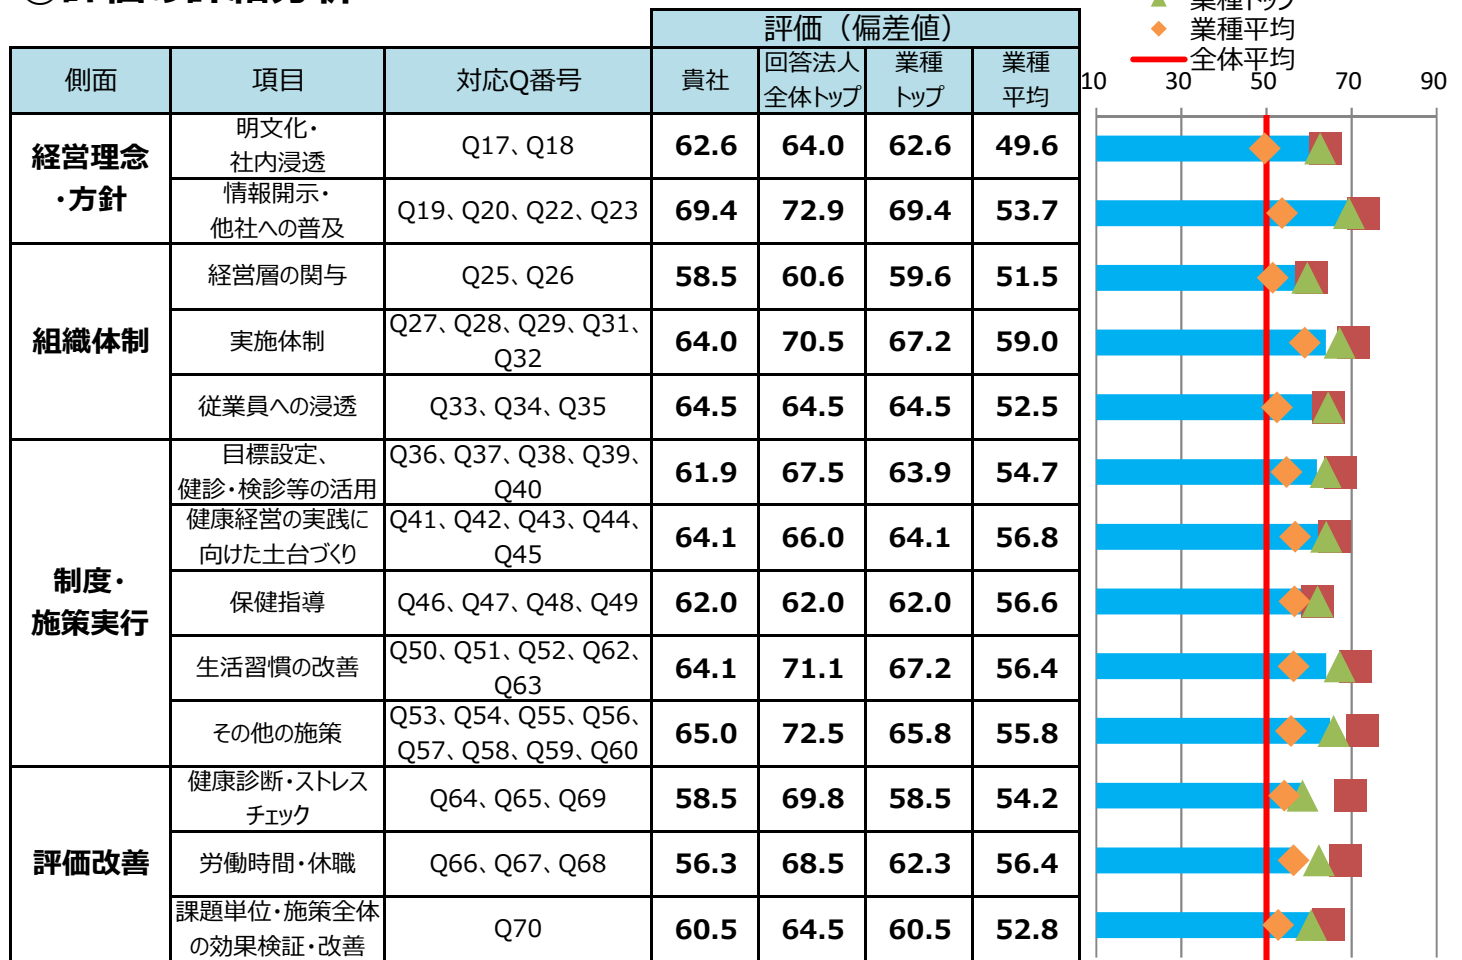 業種平均
全体平均
評価（偏差値）
側面 項目 対応Q番号 貴社 回答法人 業種 業種
全体トップ トップ 平均
10 30 50 70 90
経営理念
・方針
明文化・
社内浸透
Q17、Q18 62.6 64.0 62.6 49.6
情報開示・
他社への普及
Q19、Q20、Q22、Q23 69.4 72.9 69.4 53.7
組織体制
経営層の関与 Q25、Q26 58.5 60.6 59.6 51.5
実施体制
Q27、Q28、Q29、Q31、
Q32
64.0 70.5 67.2 59.0
従業員への浸透 Q33、Q34、Q35 64.5 64.5 64.5 52.5
制度・
施策実行
目標設定、
健診・検診等の活用
Q36、Q37、Q38、Q39、
Q40
61.9 67.5 63.9 54.7
健康経営の実践に
向けた土台づくり
Q41、Q42、Q43、Q44、
Q45
64.1 66.0 64.1 56.8
保健指導 Q46、Q47、Q48、Q49 62.0 62.0 62.0 56.6
生活習慣の改善
Q50、Q51、Q52、Q62、
Q63
64.1 71.1 67.2 56.4
その他の施策
Q53、Q54、Q55、Q56、
Q57、Q58、Q59、Q60
65.0 72.5 65.8 55.8
評価改善
健康診断・ストレス
チェック
Q64、Q65、Q69 58.5 69.8 58.5 54.2
労働時間・休職 Q66、Q67、Q68 56.3 68.5 62.3 56.4
課題単位・施策全体
の効果検証・改善
Q70 60.5 64.5 60.5 52.8